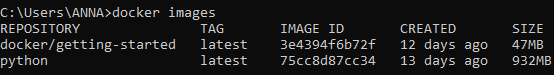 C:\Users\ANNA>docker images
REPOSITORY TAG IMAGE ID CREATED SIZE
docker/getting-started latest 3e4394f6b72f 12 days ago 47MB
python latest 75cc8d87cc34 13 days ago 932MB